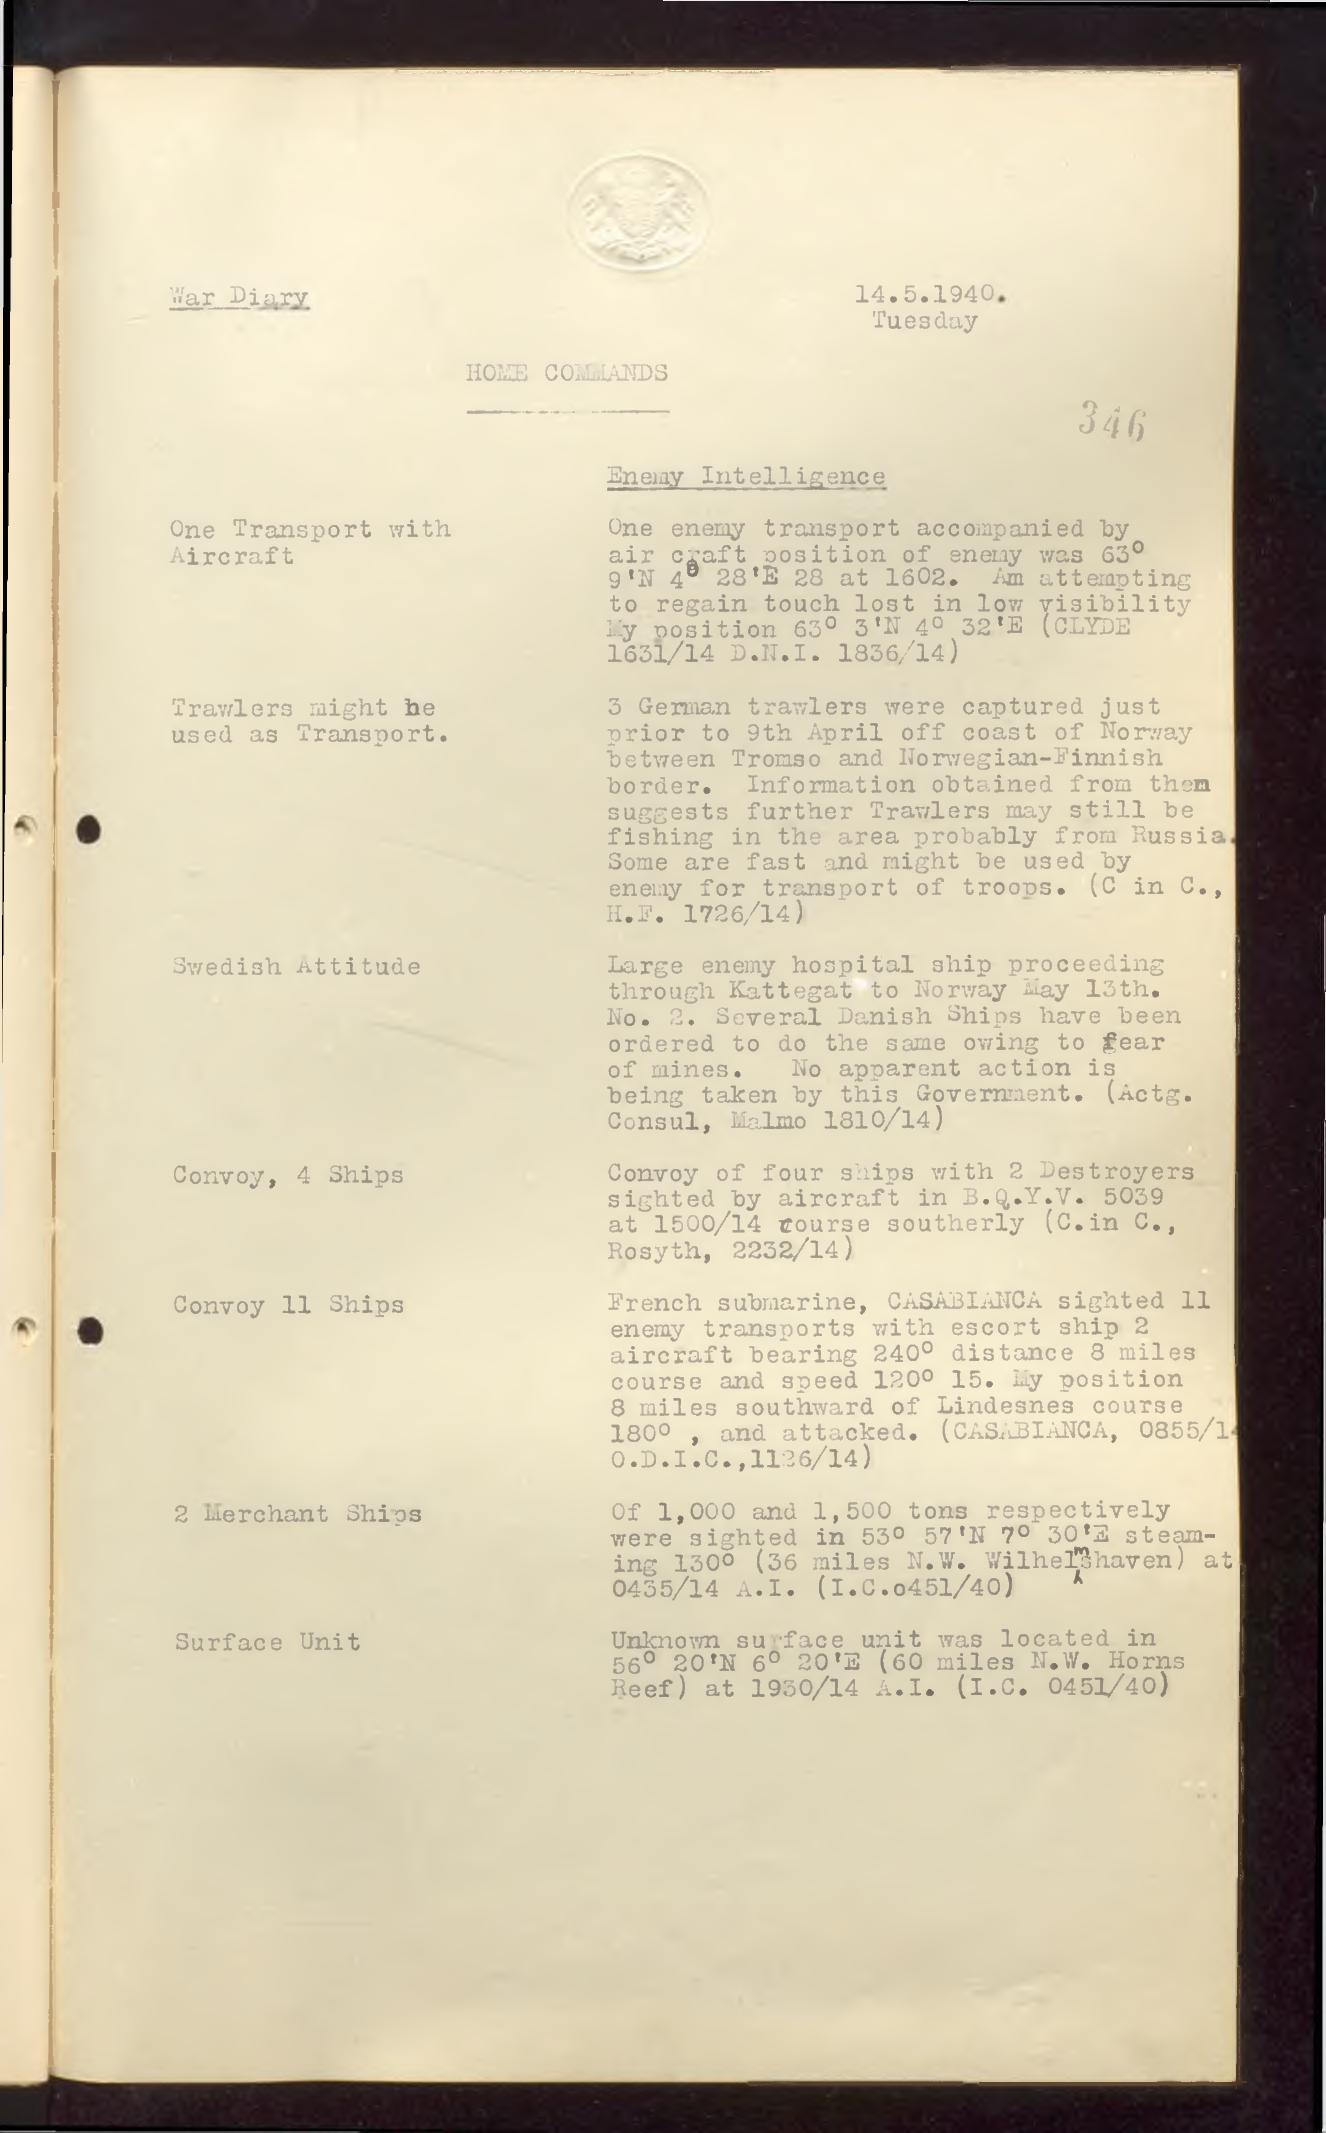 War Diary
14.5.1940.
Tuesday
HOME COMMANDS
346
Enemy Intelligence
One Transport with
Aircraft
One enemy transport accompanied by
air craft position of enemy was 63°
9'N 4° 28'E 28 at 1602. Am attempting
to regain touch lost in low visibility
My position 63° 3'N 4° 32'E (CLYDE
1631/14 D.N.I. 1836/14)
Trawlers might be
used as Transport.
3 German trawlers were captured just
prior to 9th April off coast of Norway
between Tromso and Norwegian-Finnish
border. Information obtained from them
suggests further Trawlers may still be
fishing in the area probably from Russia.
Some are fast and might be used by
enemy for transport of troops. (C in C.,
H.F. 1726/14)
Swedish Attitude
Large enemy hospital ship proceeding
through Kattegat to Norway May 13th.
No. 2. Several Danish Ships have been
ordered to do the same owing to fear
of mines. No apparent action is
being taken by this Government. (Actg.
Consul, Malmo 1810/14)
Convoy, 4 Ships
Convoy of four ships with 2 Destroyers
sighted by aircraft in B.Q.Y.V. 5039
at 1500/14 course southerly (C.in C.,
Rosyth, 2232/14)
Convoy 11 Ships
French submarine, CASABIANCA sighted 11
enemy transports with escort ship 2
aircraft bearing 240° distance 8 miles
course and speed 120° 15. My position
8 miles southward of Lindesnes course
180° , and attacked. (CASABIANCA, 0855/14
O.D.I.C.,1126/14)
2 Merchant Ships
Of 1,000 and 1,500 tons respectively
were sighted in 53° 57'N 7° 30'E steam-
ing 130° (36 miles N.W. Wilhelmshaven) at
0435/14 A.I. (I.C.o451/40)
Surface Unit
Unknown surface unit was located in
56° 20'N 6° 20'E (60 miles N.W. Horns
Reef) at 1930/14 A.I. (I.C. 0451/40)